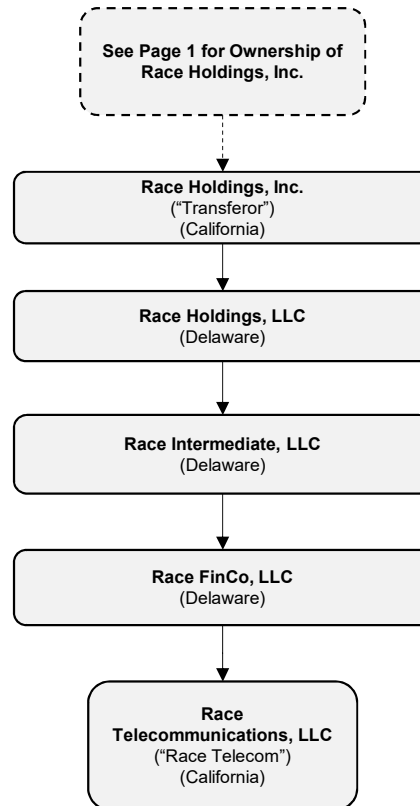 See Page 1 for Ownership of
Race Holdings, Inc.
Race Holdings, Inc.
(“Transferor”)
(California)
Race Holdings, LLC
(Delaware)
Race Intermediate, LLC
(Delaware)
Race FinCo, LLC
(Delaware)
Race
Telecommunications, LLC
(“Race Telecom”)
(California)